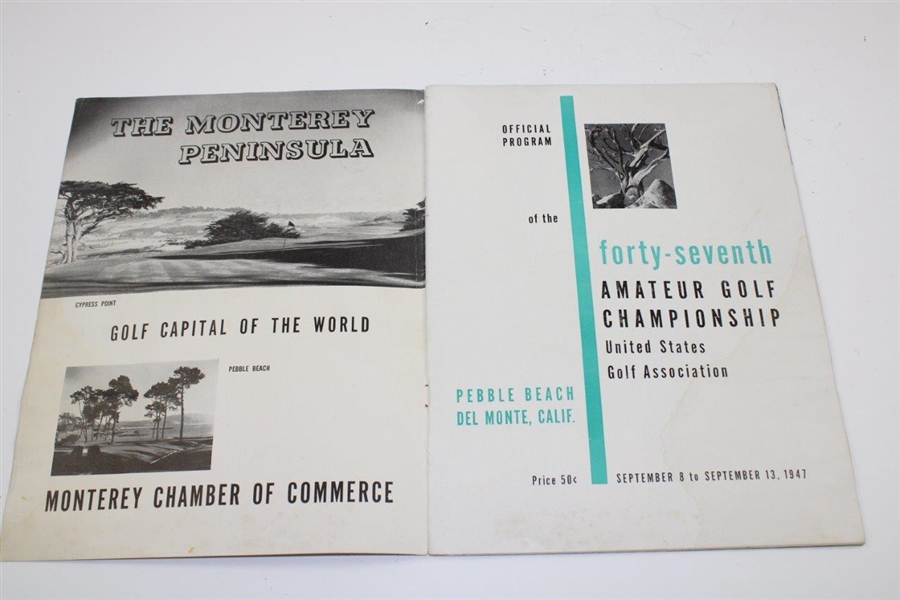 THE MONTEREY
PENINSULA
CYPRESS POINT
GOLF CAPITAL OF THE WORLD
PEBBLE BEACH
MONTEREY CHAMBER OF COMMERCE
OFFICIAL
PROGRAM
of the
forty-seventh
AMATEUR GOLF
CHAMPIONSHIP
United States
Golf Association
PEBBLE BEACH
DEL MONTE, CALIF.
Price 50¢
SEPTEMBER 8 to SEPTEMBER 13, 1947